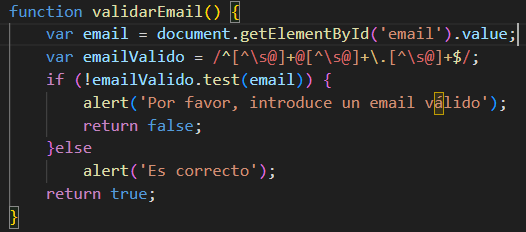 function validarEmail() {
    var email = document.getElementById('email').value;
    var emailValido = /^[^\s@]+@[^\s@]+\.[^\s@]+$/;
    if (!emailValido.test(email)) {
        alert('Por favor, introduce un email válido');
        return false;
    }else
        alert('Es correcto');
    return true;
}